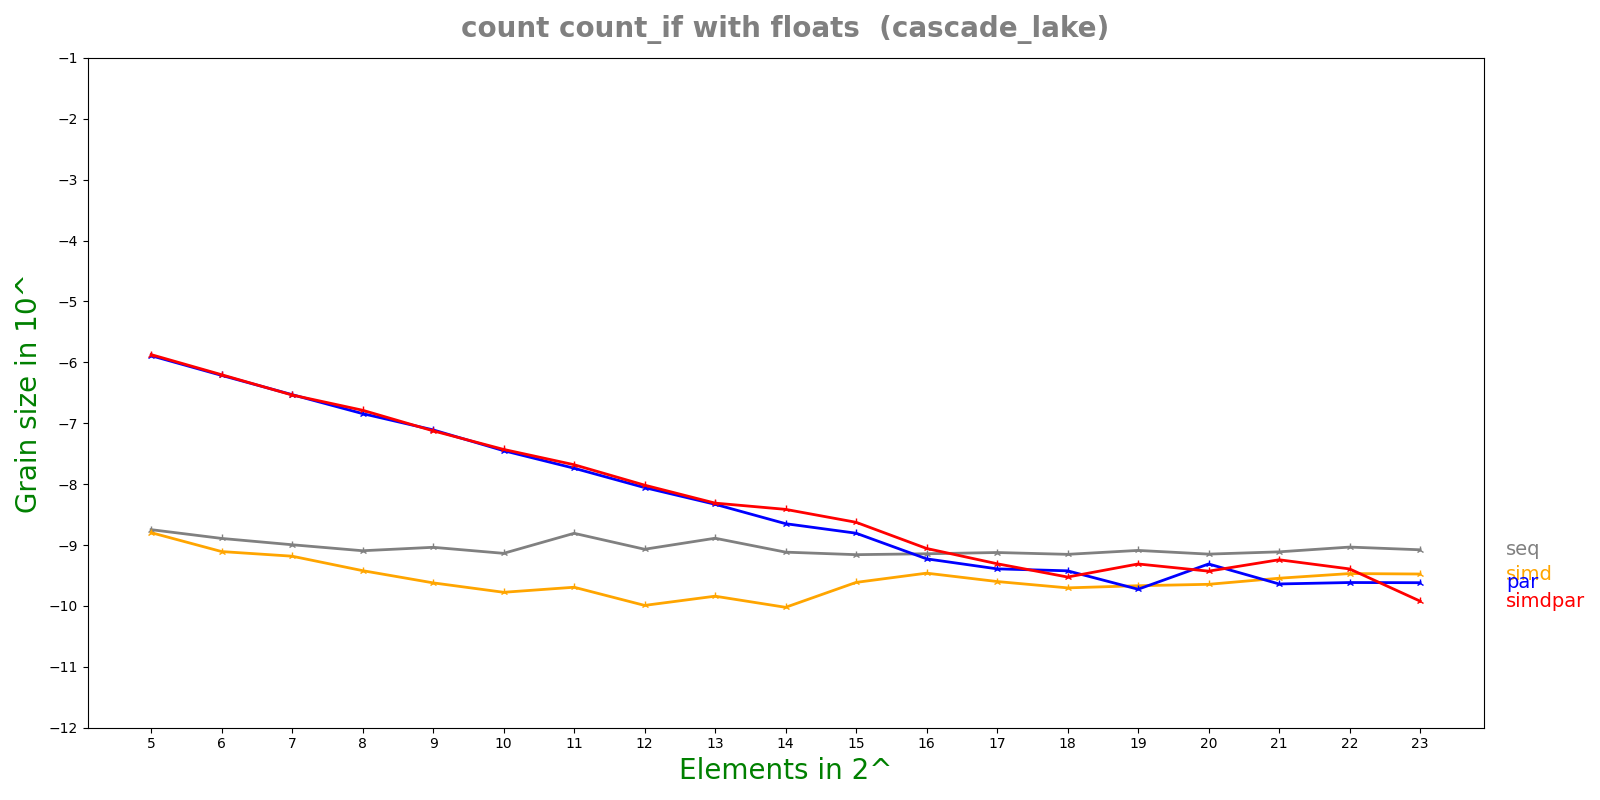 count count_if with floats  (cascade_lake)
Grain size in 10^
−1
−2
−3
−4
−5
−6
−7
−8
−9
−10
−11
−12
seq
simd
par
simdpar
5 6 7 8 9 10 11 12 13 14 15 16 17 18 19 20 21 22 23
Elements in 2^